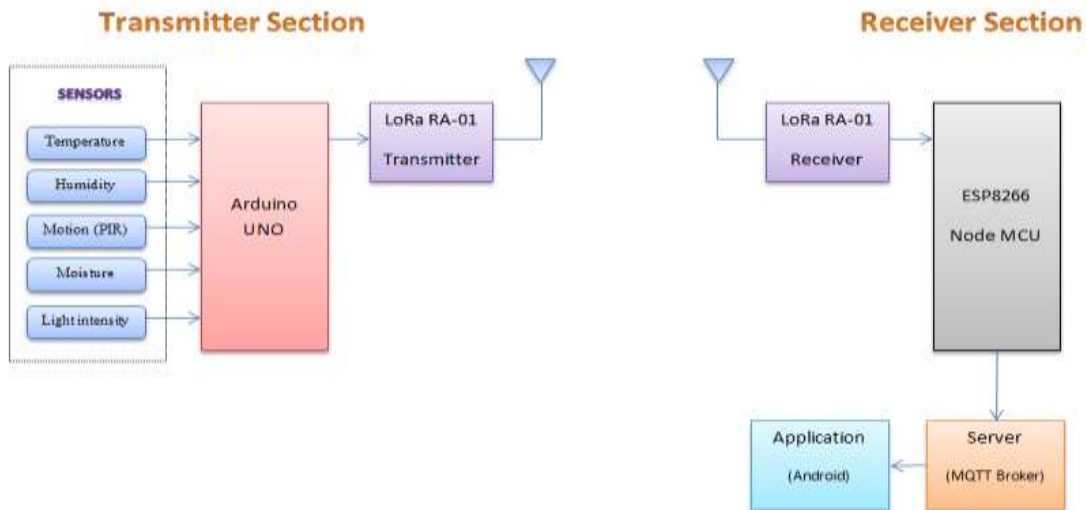 Transmitter Section
Receiver Section
SENSORS
Temperature
Humidity
Motion (PIR)
Moisture
Light intensity
Arduino
UNO
LoRa RA-01
Transmitter
LoRa RA-01
Receiver
ESP8266
Node MCU
Application
(Android)
Server
(MQTT Broker)